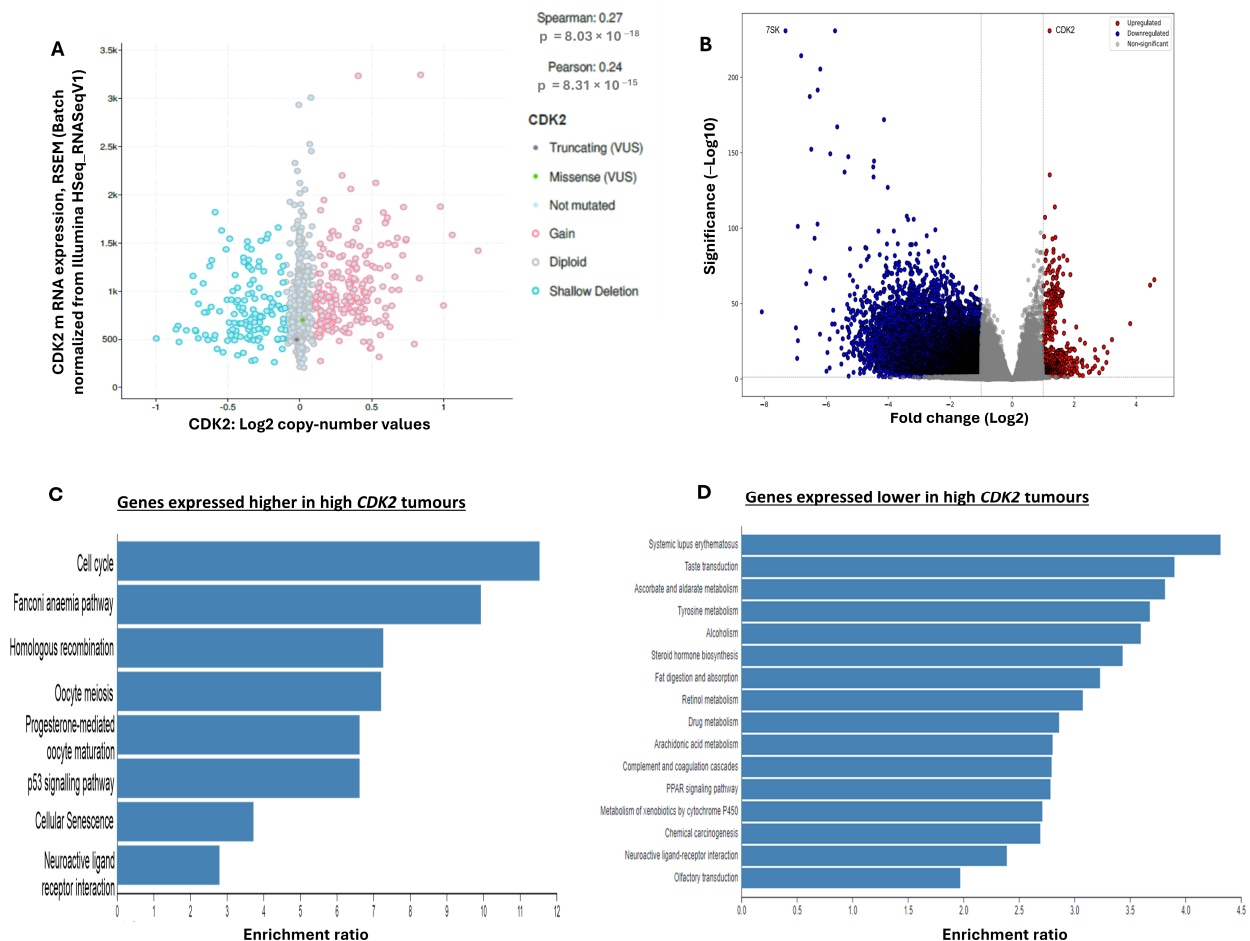 A
CDK2 m RNA expression, RSEM (Batch
normalized from Illumina HSeq_RNASeqV1)
3.5k
3k
2.5k
2k
1.5k
1k
500
0
-1
-0.5
0
0.5
1
CDK2: Log2 copy-number values
Spearman: 0.27
p = 8.03 × 10 −18
Pearson: 0.24
p = 8.31 × 10 −15
CDK2
Truncating (VUS)
Missense (VUS)
Not mutated
Gain
Diploid
Shallow Deletion
B
Significance (−Log10)
200
150
100
50
0
−8
−6
−4
−2
0
2
4
Fold change (Log2)
7SK
CDK2
Upregulated
Downregulated
Non-significant
C
Genes expressed higher in high CDK2 tumours
Cell cycle
Fanconi anaemia pathway
Homologous recombination
Oocyte meiosis
Progesterone-mediated
oocyte maturation
p53 signalling pathway
Cellular Senescence
Neuroactive ligand
receptor interaction
0 1 2 3 4 5 6 7 8 9 10 11 12
Enrichment ratio
D
Genes expressed lower in high CDK2 tumours
Systemic lupus erythematosus
Taste transduction
Ascorbate and aldarate metabolism
Tyrosine metabolism
Alcoholism
Steroid hormone biosynthesis
Fat digestion and absorption
Retinol metabolism
Drug metabolism
Arachidonic acid metabolism
Complement and coagulation cascades
PPAR signaling pathway
Metabolism of xenobiotics by cytochrome P450
Chemical carcinogenesis
Neuroactive ligand-receptor interaction
Olfactory transduction
0.0 0.5 1.0 1.5 2.0 2.5 3.0 3.5 4.0 4.5
Enrichment ratio